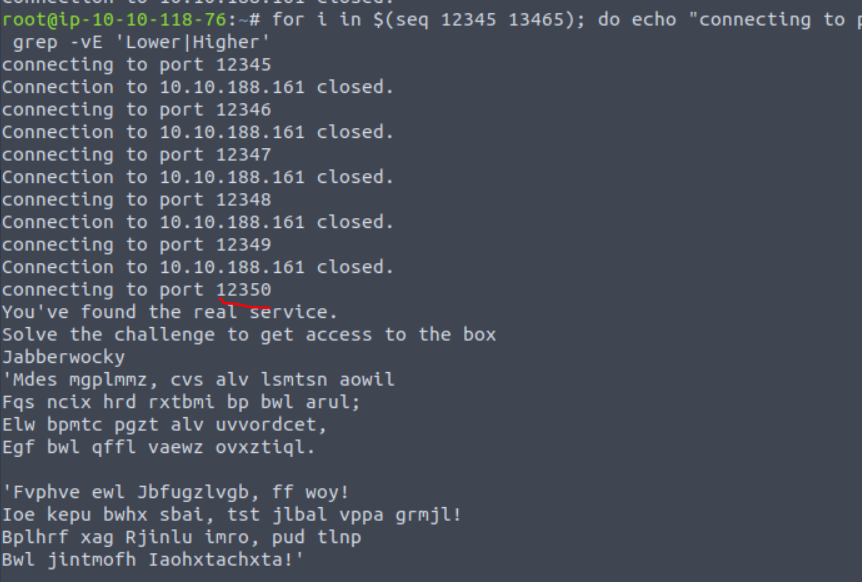 Connection to 10.10.188.161 closed.
root@ip-10-10-118-76:~# for i in $(seq 12345 13465); do echo "connecting to p
 grep -vE 'Lower|Higher'
connecting to port 12345
Connection to 10.10.188.161 closed.
connecting to port 12346
Connection to 10.10.188.161 closed.
connecting to port 12347
Connection to 10.10.188.161 closed.
connecting to port 12348
Connection to 10.10.188.161 closed.
connecting to port 12349
Connection to 10.10.188.161 closed.
connecting to port 12350
You've found the real service.
Solve the challenge to get access to the box
Jabberwocky
'Mdes mgplmmz, cvs alv lsmtsn aowil
Fqs ncix hrd rxtbmi bp bwl arul;
Elw bpmtc pgzt alv uvvordcet,
Egf bwl qffl vaewz ovxztiql.

'Fvphve ewl Jbfugzlvgb, ff woy!
Ioe kepu bwhx sbai, tst jlbal vppa grmjl!
Bplhrf xag Rjinlu imro, pud tlnp
Bwl jintmofh Iaohxtachxta!'